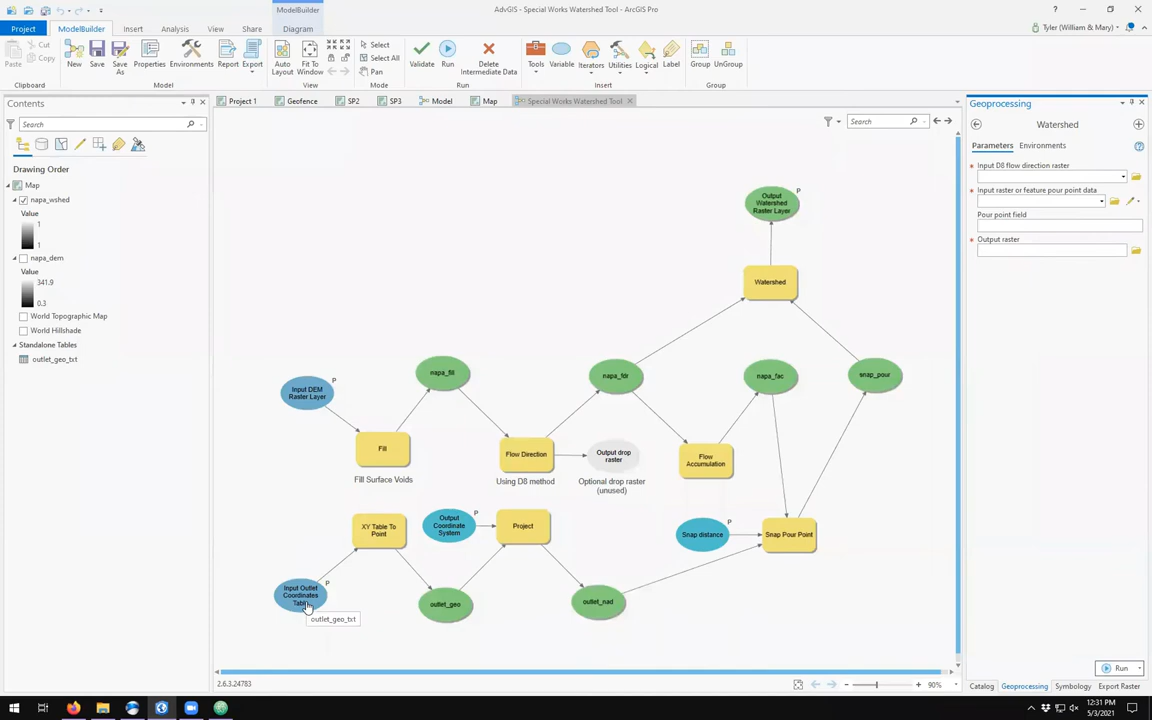 AdvGIS - Special Works Watershed Tool - ArcGIS Pro
ModelBuilder
Project
ModelBuilder
Insert
Analysis
View
Share
Diagram
Tyler (William & Mary)
Paste
Cut
Copy
New
Save
Save As
Properties
Environments
Report
Export
Auto Layout
Fit To Window
Select
Select All
Pan
Validate
Run
Delete Intermediate Data
Tools
Variable
Iterators
Utilities
Logical
Label
Group
UnGroup
Clipboard
Model
View
Mode
Run
Insert
Group
Contents
Search
Drawing Order
Map
napa_wshed
Value
1
1
napa_dem
Value
341.9
0.3
World Topographic Map
World Hillshade
Standalone Tables
outlet_geo_txt
Project 1
Geofence
SP2
SP3
Model
Map
Special Works Watershed Tool
Search
Output
Watershed
Raster Layer
P
Watershed
Input DEM
Raster Layer
P
napa_fill
napa_fdr
napa_fac
snap_pour
Fill
Fill Surface Voids
Flow Direction
Using D8 method
Output drop
raster
Optional drop raster
(unused)
Flow
Accumulation
XY Table To
Point
Output
Coordinate
System
P
Project
Snap distance
P
Snap Pour Point
Input Outlet
Coordinates
Table
P
outlet_geo_txt
outlet_geo
outlet_nad
2.6.3.24783
90%
Geoprocessing
Watershed
Parameters
Environments
* Input D8 flow direction raster
* Input raster or feature pour point data
Pour point field
* Output raster
Run
Catalog
Geoprocessing
Symbology
Export Raster
12:31 PM
5/3/2021